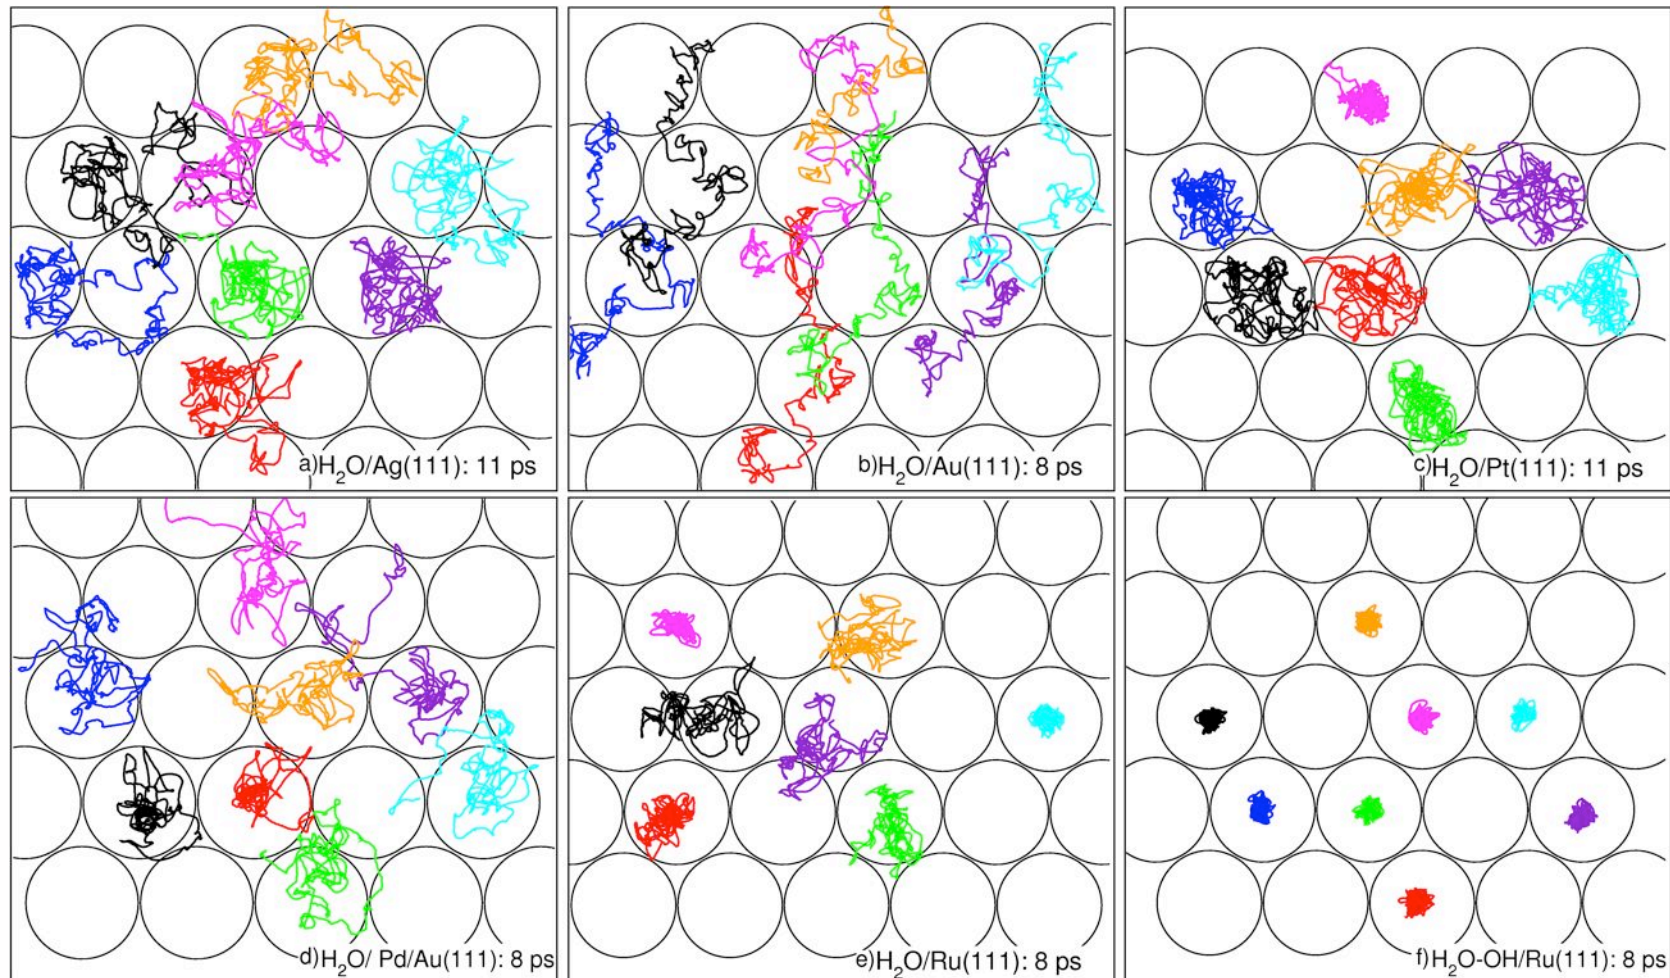 a)H₂O/Ag(111): 11 ps
b)H₂O/Au(111): 8 ps
c)H₂O/Pt(111): 11 ps
d)H₂O/ Pd/Au(111): 8 ps
e)H₂O/Ru(111): 8 ps
f)H₂O-OH/Ru(111): 8 ps